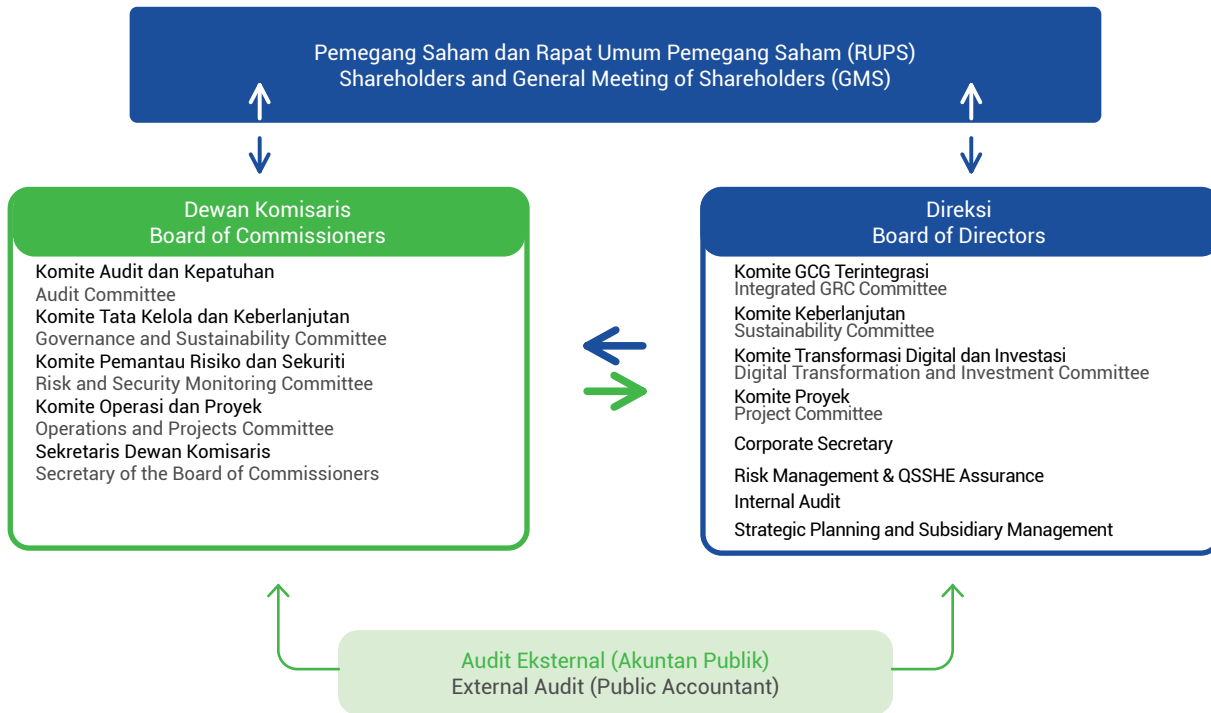 Pemegang Saham dan Rapat Umum Pemegang Saham (RUPS)
Shareholders and General Meeting of Shareholders (GMS)
Dewan Komisaris
Board of Commissioners
Komite Audit dan Kepatuhan
Audit Committee
Komite Tata Kelola dan Keberlanjutan
Governance and Sustainability Committee
Komite Pemantau Risiko dan Sekuriti
Risk and Security Monitoring Committee
Komite Operasi dan Proyek
Operations and Projects Committee
Sekretaris Dewan Komisaris
Secretary of the Board of Commissioners
Direksi
Board of Directors
Komite GCG Terintegrasi
Integrated GRC Committee
Komite Keberlanjutan
Sustainability Committee
Komite Transformasi Digital dan Investasi
Digital Transformation and Investment Committee
Komite Proyek
Project Committee
Corporate Secretary
Risk Management & QSSHE Assurance
Internal Audit
Strategic Planning and Subsidiary Management
Audit Eksternal (Akuntan Publik)
External Audit (Public Accountant)